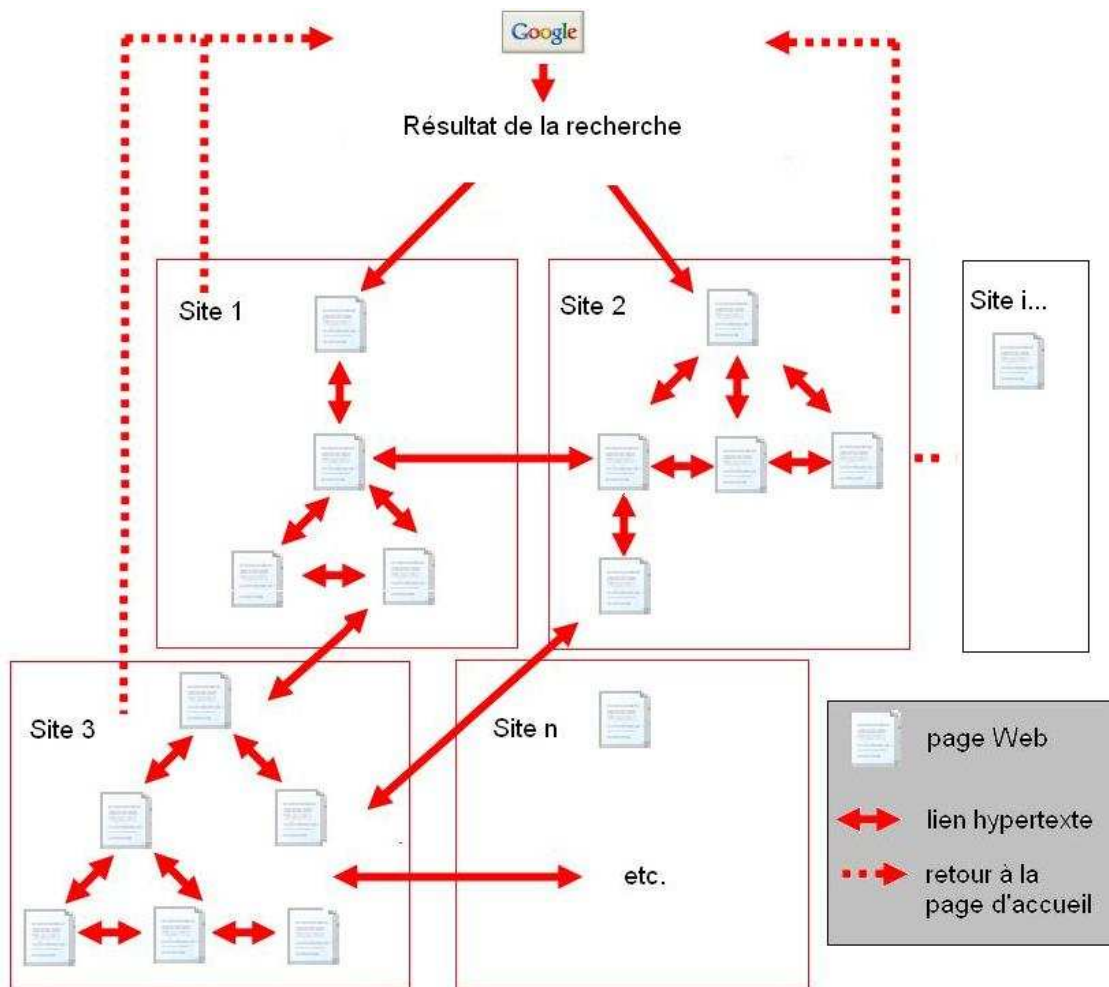 Google
Résultat de la recherche
Site 1
Site 2
Site i...
Site 3
Site n
etc.
page Web
lien hypertexte
retour à la
page d'accueil